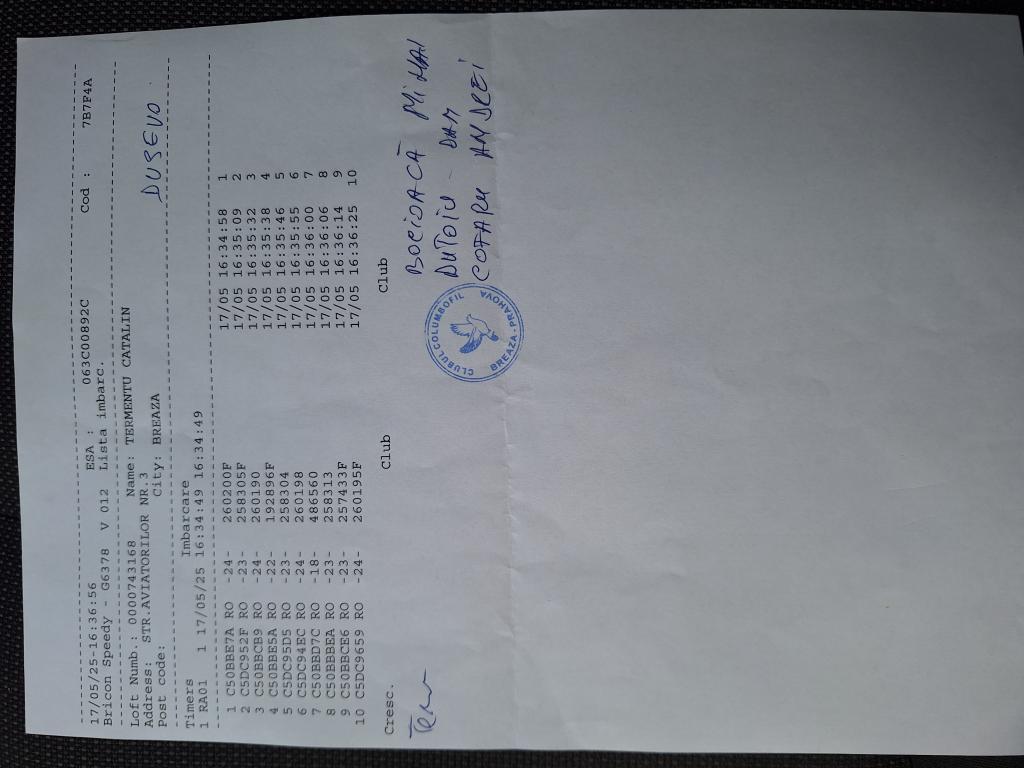 17/05/25-16:36:56 ESA : 063C00892C Cod : 7B7F4A
Bricon Speedy - G6378 V 012 Lista imbarc.
Loft Numb.: 0000743168 Name: TERMENTU CATALIN
Address: STR.AVIATORILOR NR.3
Post code: City: BREAZA
DUSEVO
Timers Imbarcare
1 RA01 1 17/05/25 16:34:49 16:34:49
1 C50BBE7A RO -24- 260200F 17/05 16:34:58 1
2 C5DC952F RO -23- 258305F 17/05 16:35:09 2
3 C50BBCB9 RO -24- 260190 17/05 16:35:32 3
4 C50BBE5A RO -22- 192896F 17/05 16:35:38 4
5 C5DC95D5 RO -23- 258304 17/05 16:35:46 5
6 C5DC94EC RO -24- 260198 17/05 16:35:55 6
7 C50BBD7C RO -18- 486560 17/05 16:36:00 7
8 C50BBBEA RO -23- 258313 17/05 16:36:06 8
9 C50BBCE6 RO -23- 257433F 17/05 16:36:14 9
10 C5DC9659 RO -24- 260195F 17/05 16:36:25 10
Cresc. Club Club
BOCIOACĂ MIHAI
DUTOIU DAN
COFARU ANDREI
CLUBUL COLUMBOFIL
BREAZA-PRAHOVA